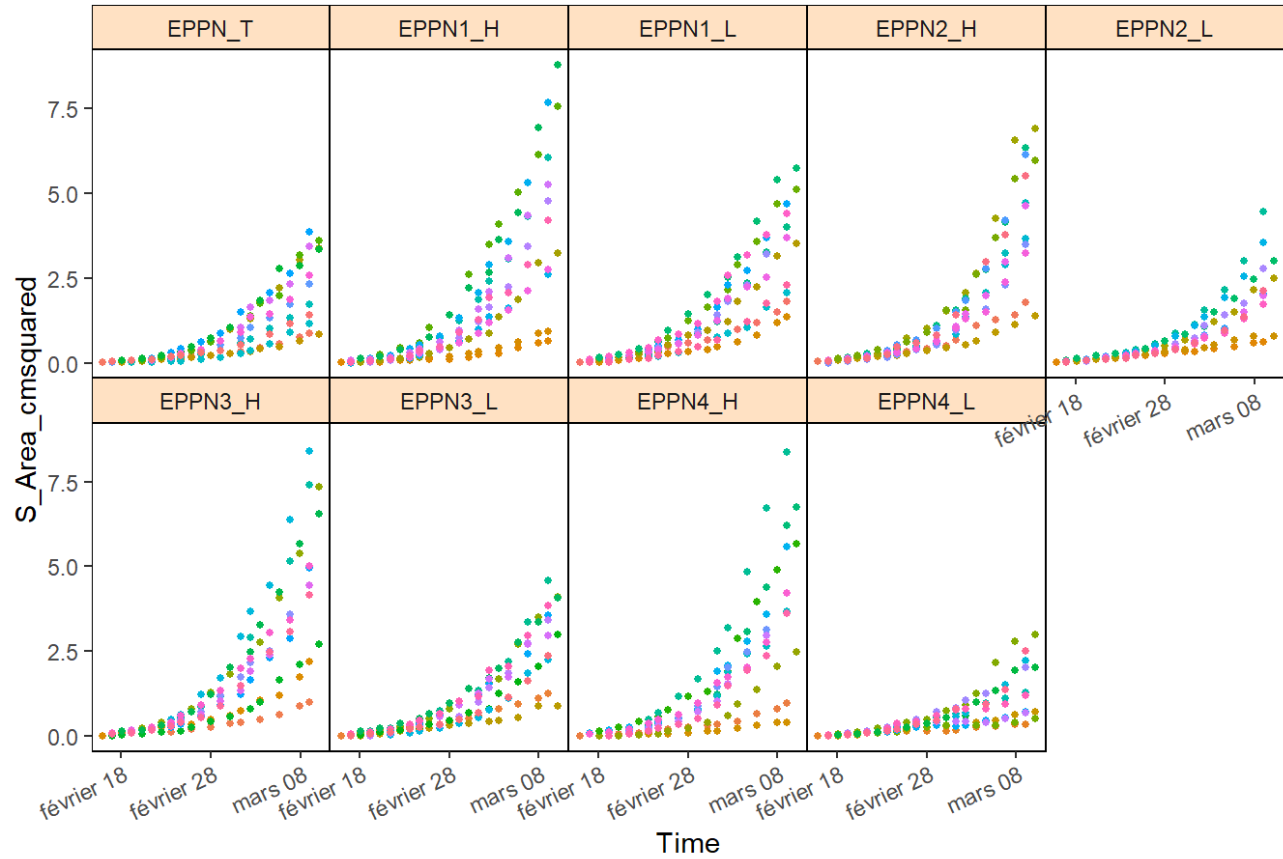 EPPN_T EPPN1_H EPPN1_L EPPN2_H EPPN2_L
7.5
5.0
2.5
0.0
S_Area_cmsquared
EPPN3_H EPPN3_L EPPN4_H EPPN4_L
février 18 février 28 mars 08
7.5
5.0
2.5
0.0
février 18 février 28 mars 08 février 18 février 28 mars 08 février 18 février 28 mars 08 février 18 février 28 mars 08
Time